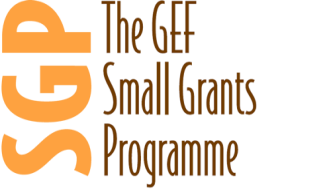 SGP
The GEF
Small Grants
Programme